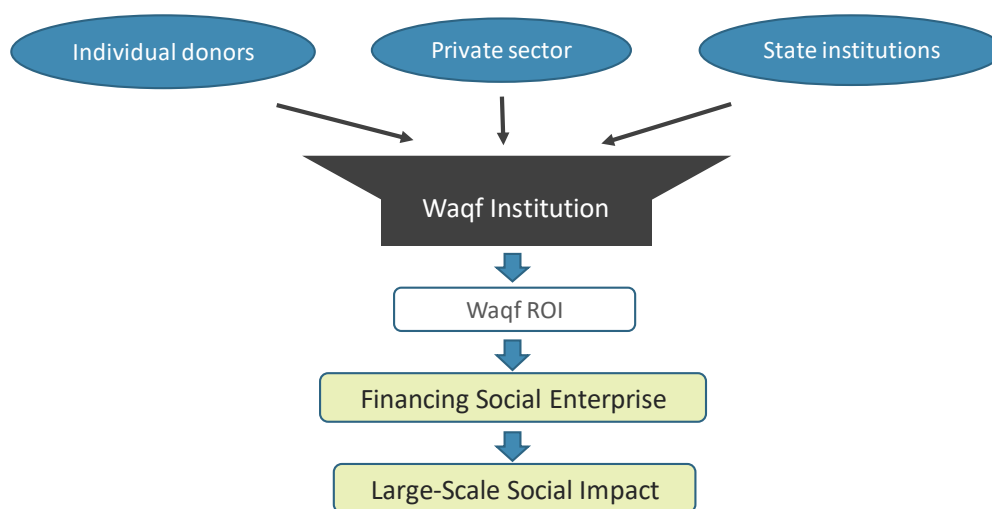 Individual donors
Private sector
State institutions
Waqf Institution
Waqf ROI
Financing Social Enterprise
Large-Scale Social Impact